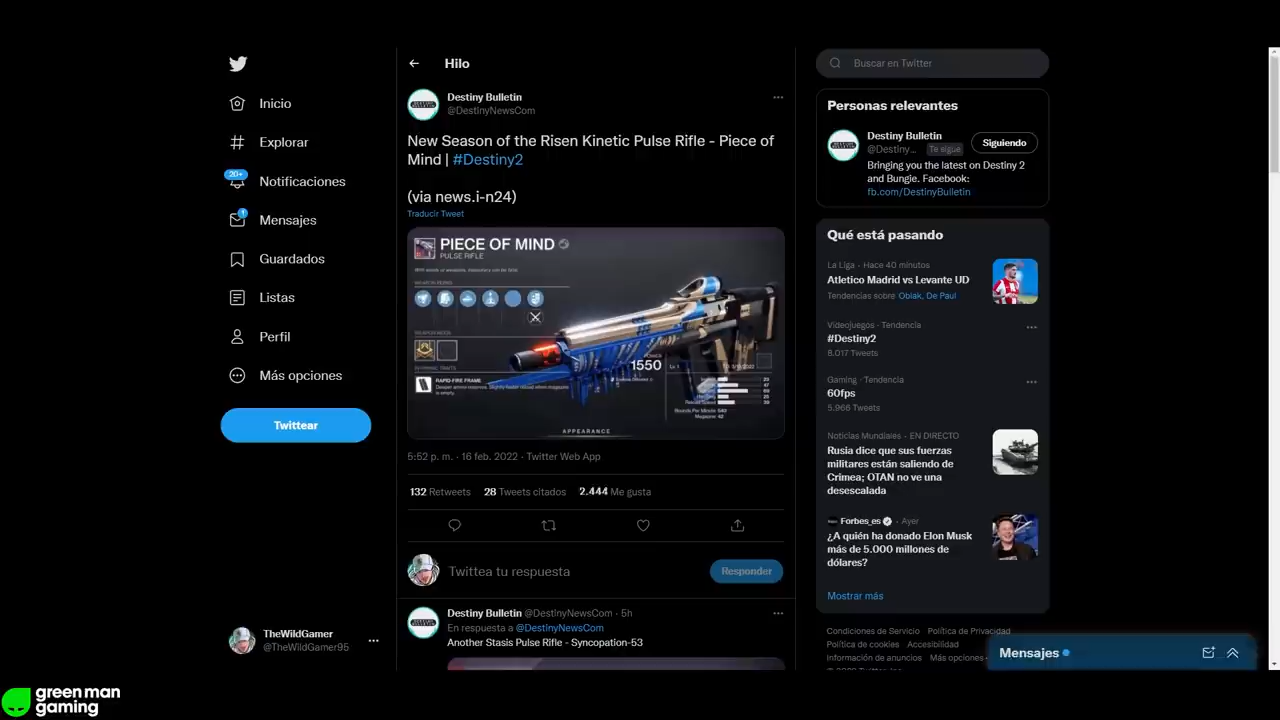 Hilo
Destiny Bulletin
@DestinyNewsCom
New Season of the Risen Kinetic Pulse Rifle - Piece of
Mind | #Destiny2
(via news.i-n24)
Traducir Tweet
PIECE OF MIND
PULSE RIFLE
RAPID-FIRE FRAME
1550
APPEARANCE
5:52 p. m. · 16 feb. 2022 · Twitter Web App
132 Retweets 28 Tweets citados 2.444 Me gusta
Twittea tu respuesta
Responder
Destiny Bulletin @DestinyNewsCom · 5h
En respuesta a @DestinyNewsCom
Another Stasis Pulse Rifle - Syncopation-53
Inicio
Explorar
20+
Notificaciones
1
Mensajes
Guardados
Listas
Perfil
Más opciones
Twittear
TheWildGamer
@TheWildGamer95
Buscar en Twitter
Personas relevantes
Destiny Bulletin
@Destiny... Te sigue
Siguiendo
Bringing you the latest on Destiny 2
and Bungie. Facebook:
fb.com/DestinyBulletin
Qué está pasando
La Liga · Hace 40 minutos
Atletico Madrid vs Levante UD
Tendencias sobre Oblak, De Paul
Videojuegos · Tendencia
#Destiny2
8.017 Tweets
Gaming · Tendencia
60fps
5.966 Tweets
Noticias Mundiales · EN DIRECTO
Rusia dice que sus fuerzas
militares están saliendo de
Crimea; OTAN no ve una
desescalada
Forbes_es · Ayer
¿A quién ha donado Elon Musk
más de 5.000 millones de
dólares?
Mostrar más
Condiciones de Servicio Política de Privacidad
Política de cookies Accesibilidad
Información de anuncios Más opciones
Mensajes
green man
gaming